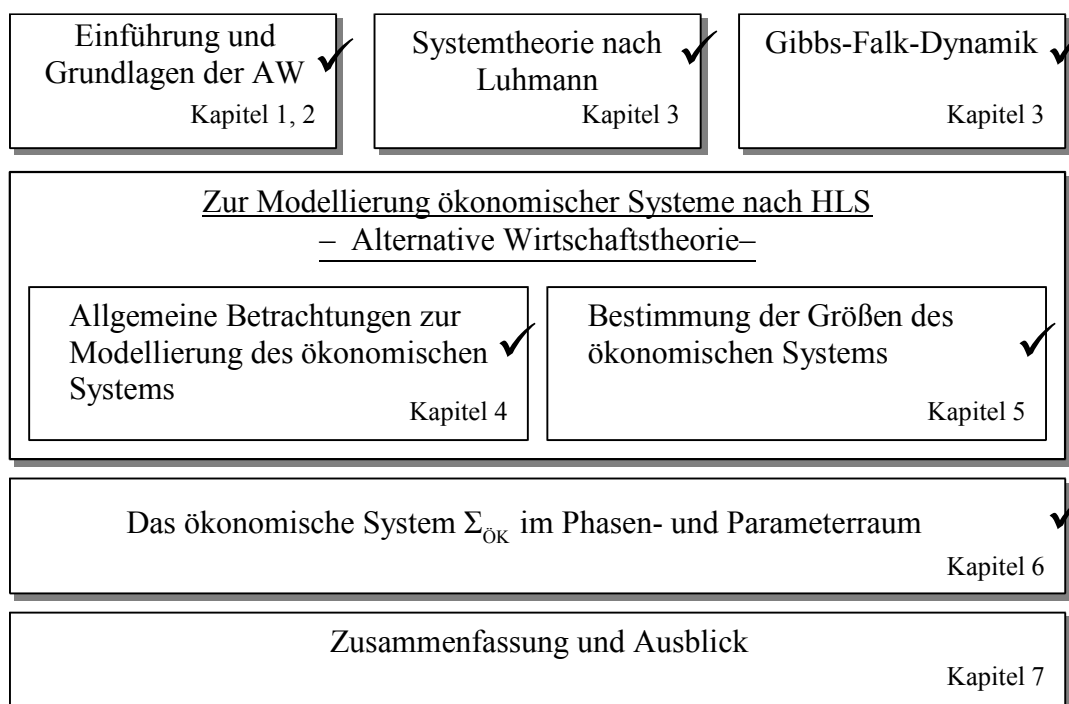 Einführung und
Grundlagen der AW ✓
Kapitel 1, 2
Systemtheorie nach ✓
Luhmann
Kapitel 3
Gibbs-Falk-Dynamik ✓
Kapitel 3
Zur Modellierung ökonomischer Systeme nach HLS
– Alternative Wirtschaftstheorie–
Allgemeine Betrachtungen zur
Modellierung des ökonomischen ✓
Systems
Kapitel 4
Bestimmung der Größen des
ökonomischen Systems ✓
Kapitel 5
Das ökonomische System Σ_ÖK im Phasen- und Parameterraum ✓
Kapitel 6
Zusammenfassung und Ausblick
Kapitel 7